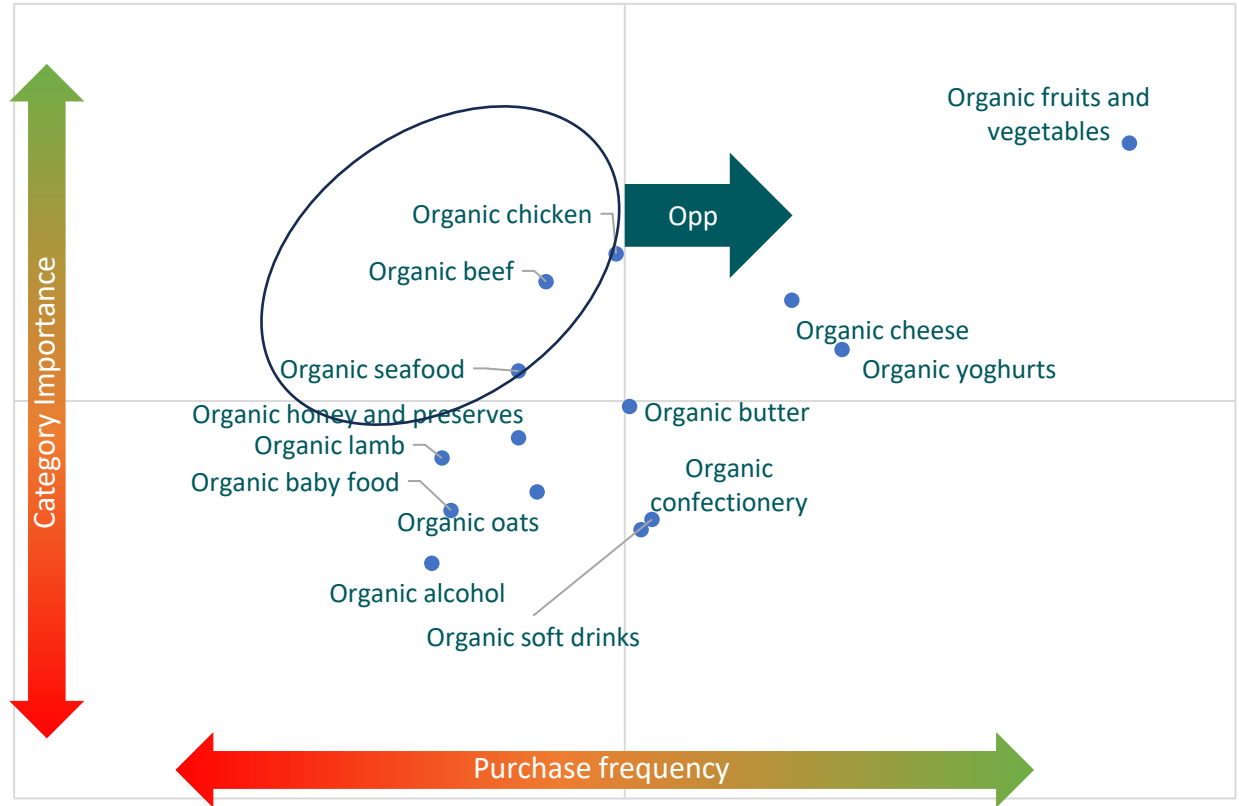 Organic fruits and
vegetables
Organic chicken
Opp
Organic beef
Organic cheese
Organic seafood
Organic yoghurts
Organic honey and preserves
Organic butter
Organic lamb
Organic baby food
Organic
confectionery
Organic oats
Organic alcohol
Organic soft drinks
Category Importance
Purchase frequency